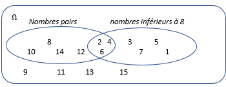 Ω
Nombres pairs nombres inférieurs à 8
8 2 4 3 5
10 14 12 6 7 1
9 11 13 15